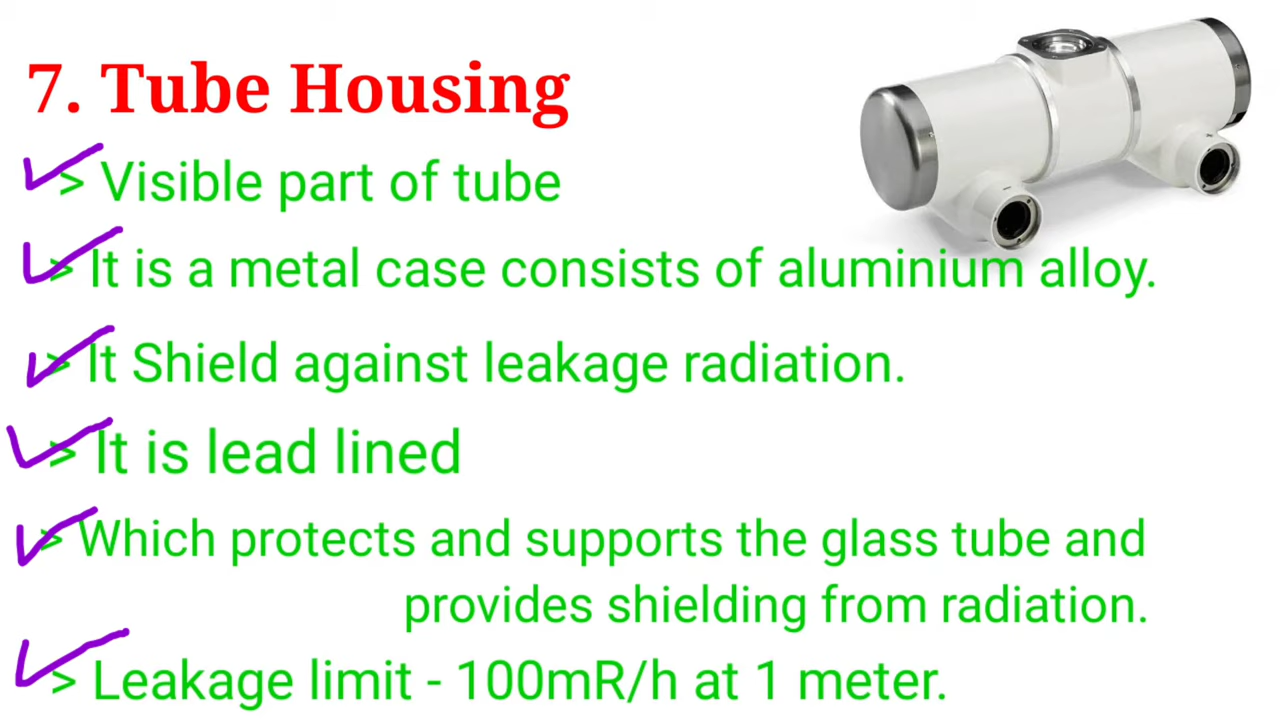 7. Tube Housing
> Visible part of tube
> It is a metal case consists of aluminium alloy.
> It Shield against leakage radiation.
> It is lead lined
> Which protects and supports the glass tube and
provides shielding from radiation.
> Leakage limit - 100mR/h at 1 meter.